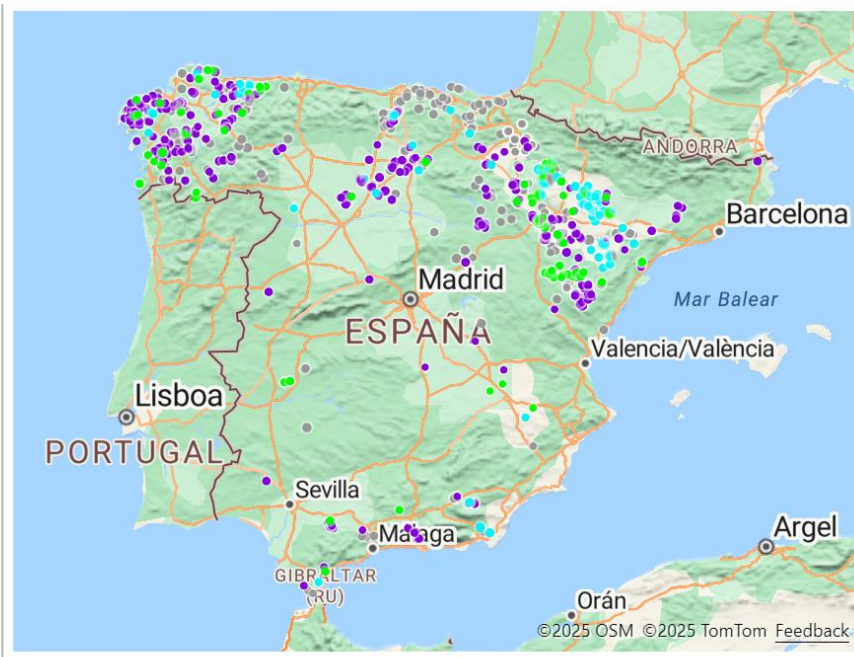 ANDORRA
Barcelona
Madrid
Mar Balear
ESPAÑA
Valencia/València
Lisboa
PORTUGAL
Sevilla
Málaga
Argel
GIBRALTAR
(RU)
Orán
©2025 OSM ©2025 TomTom Feedback